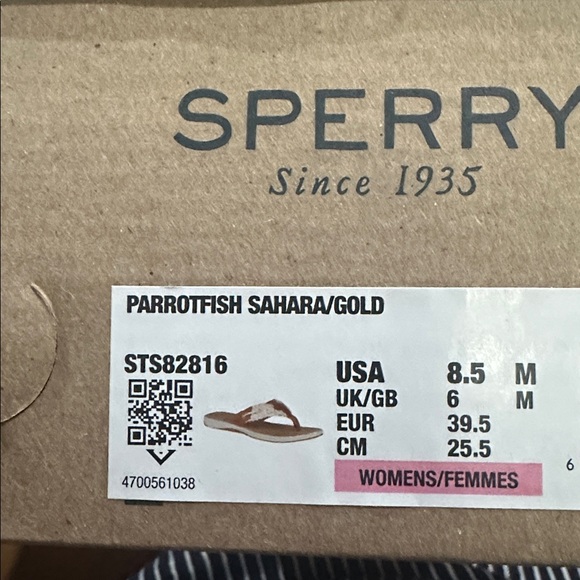 SPERRY
Since 1935
PARROTFISH SAHARA/GOLD
STS82816
USA 8.5 M
UK/GB 6 M
EUR 39.5
CM 25.5
WOMENS/FEMMES
4700561038
6